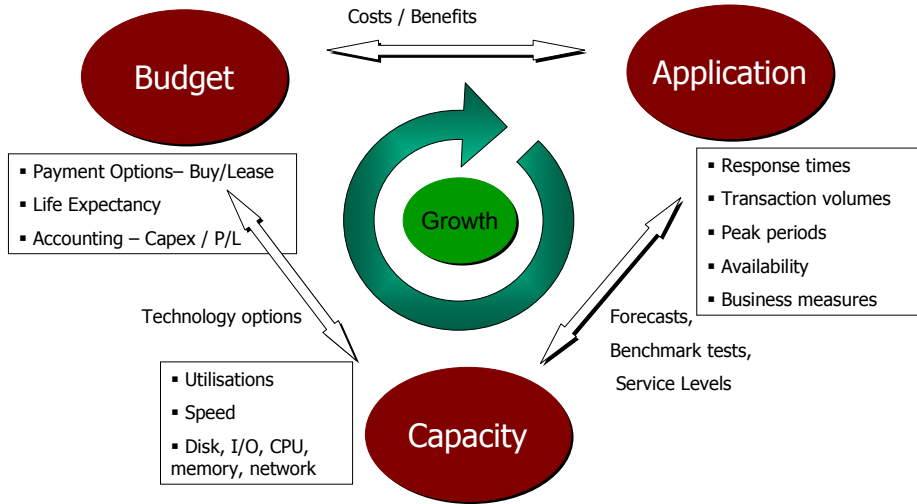 Costs / Benefits
Budget
Application
▪ Payment Options– Buy/Lease
▪ Life Expectancy
▪ Accounting – Capex / P/L
Growth
▪ Response times
▪ Transaction volumes
▪ Peak periods
▪ Availability
▪ Business measures
Technology options
Forecasts,
Benchmark tests,
Service Levels
▪ Utilisations
▪ Speed
▪ Disk, I/O, CPU,
memory, network
Capacity